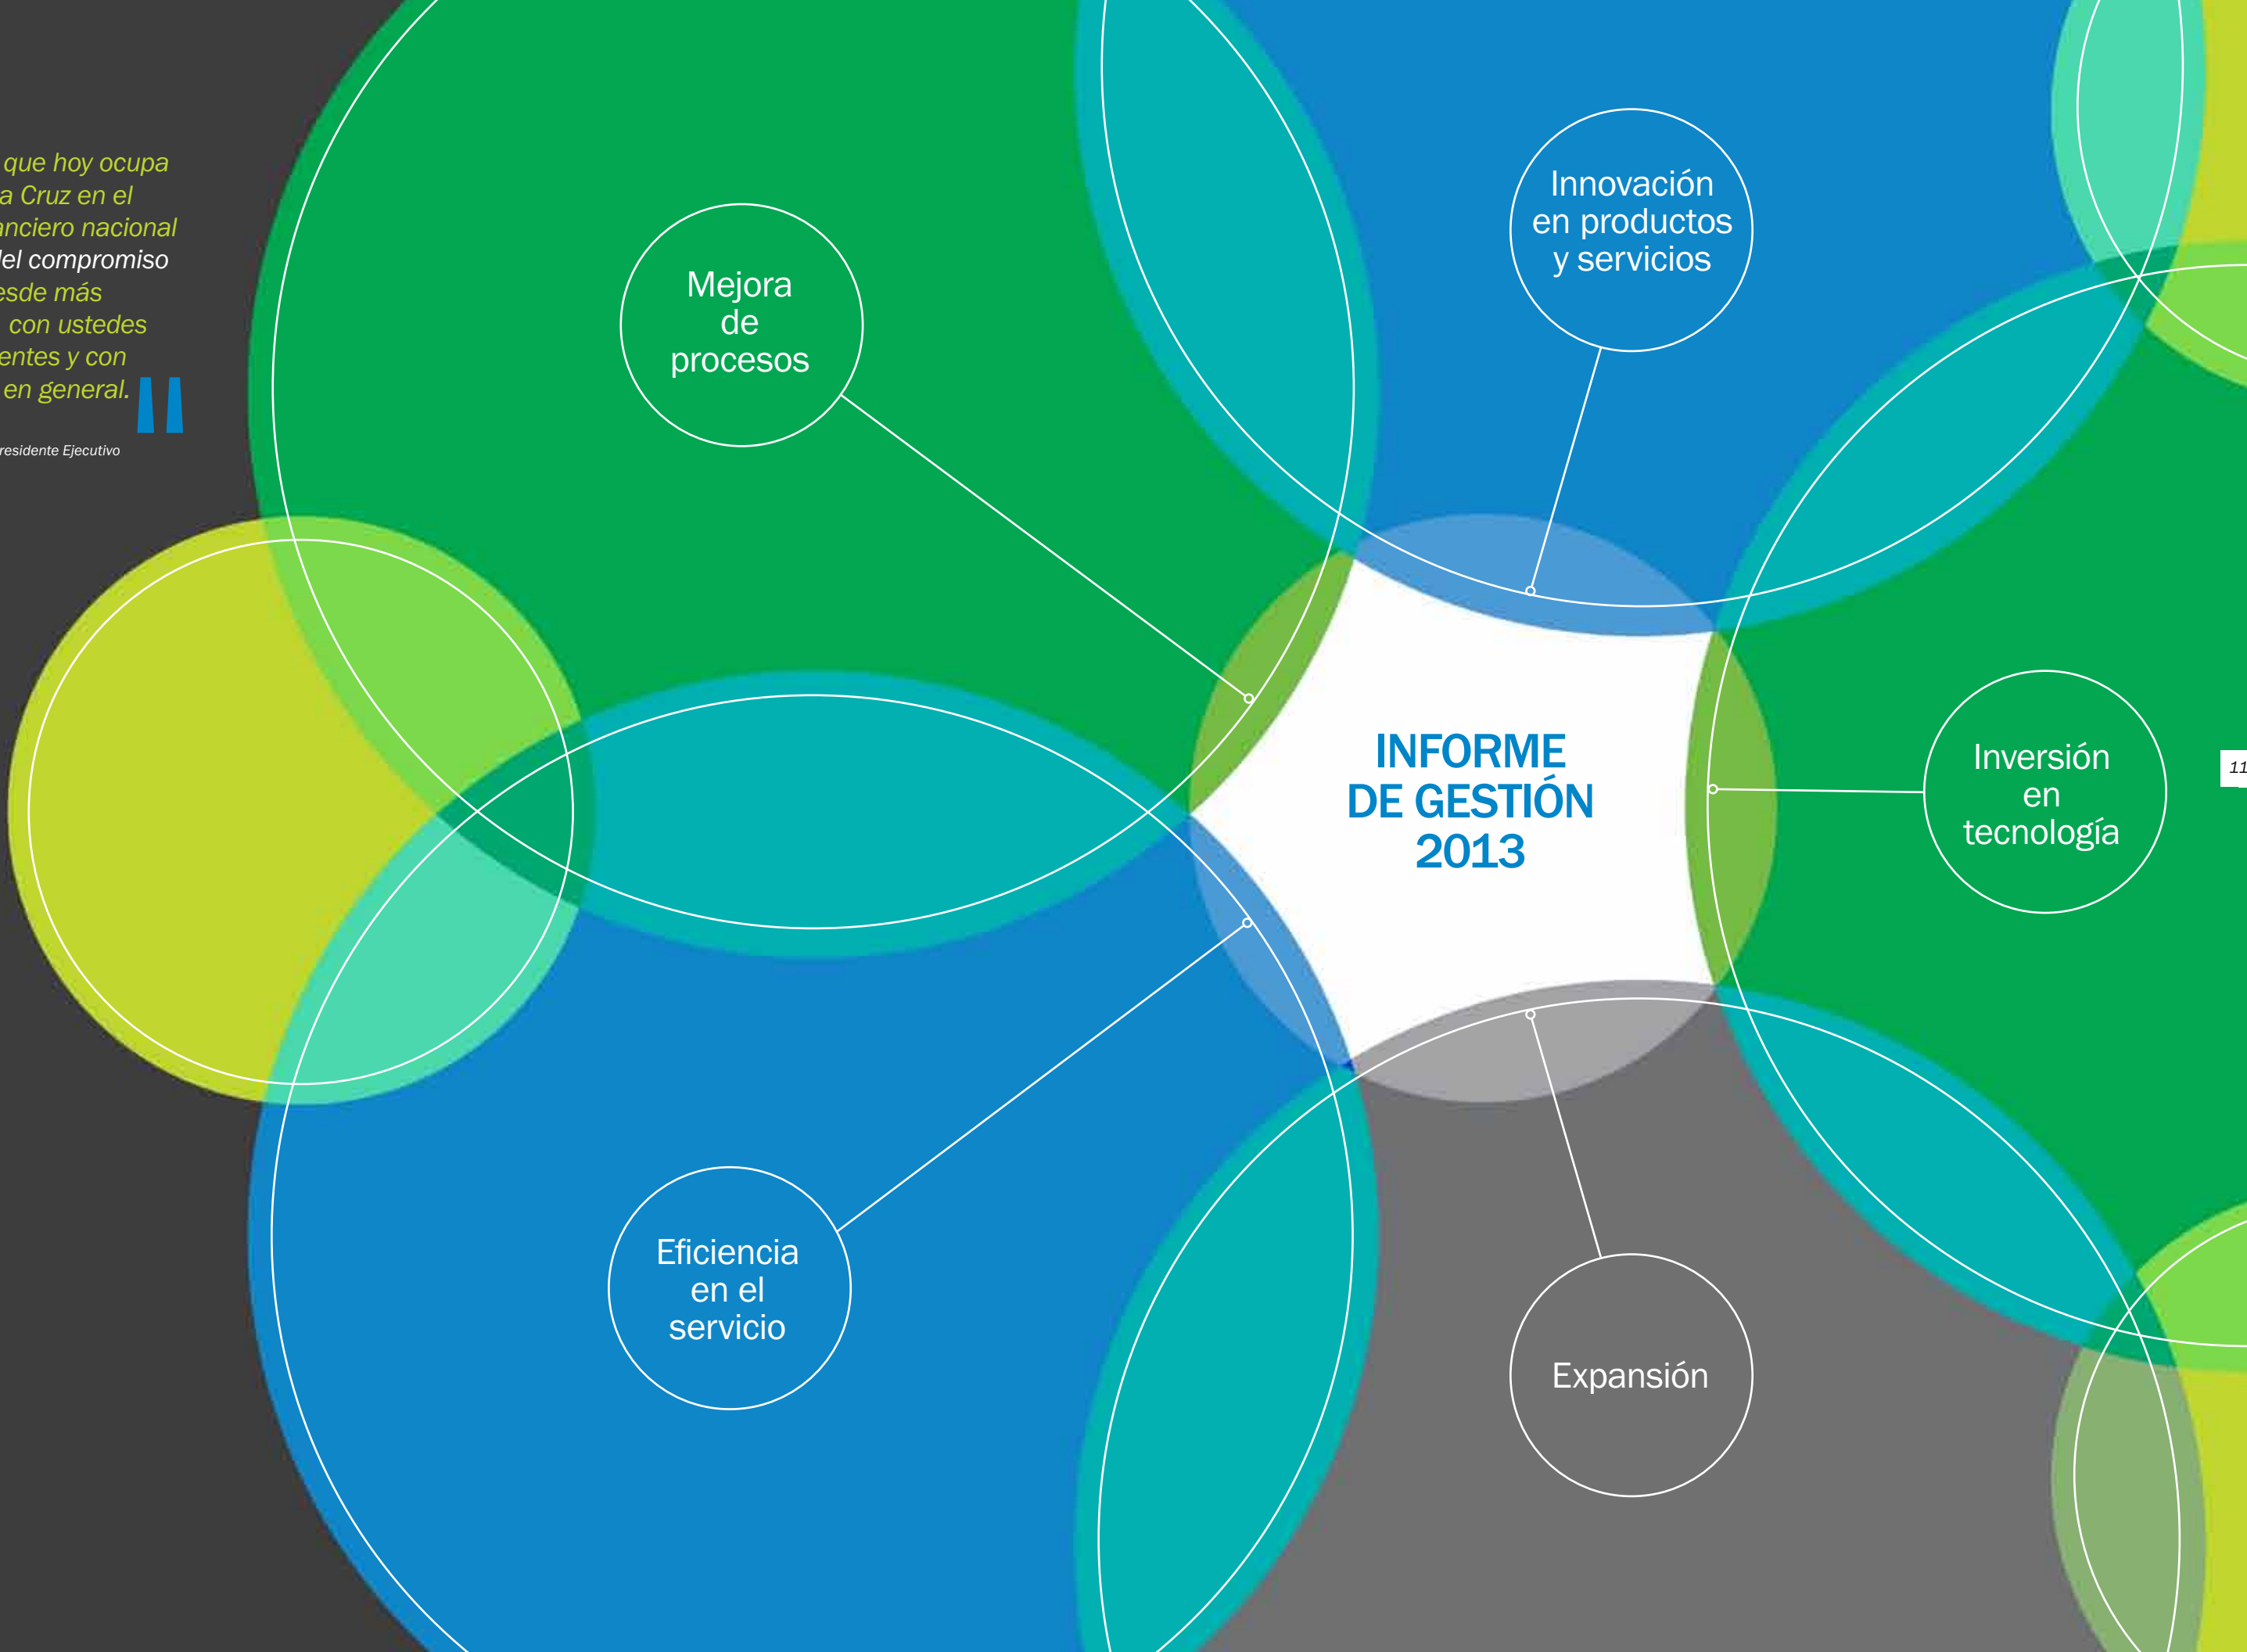 que hoy ocupa
a Cruz en el
anciero nacional
del compromiso
esde más
con ustedes
entes y con
en general.
"
residente Ejecutivo
Mejora
de
procesos
Innovación
en productos
y servicios
INFORME
DE GESTIÓN
2013
Inversión
en
tecnología
11
Eficiencia
en el
servicio
Expansión